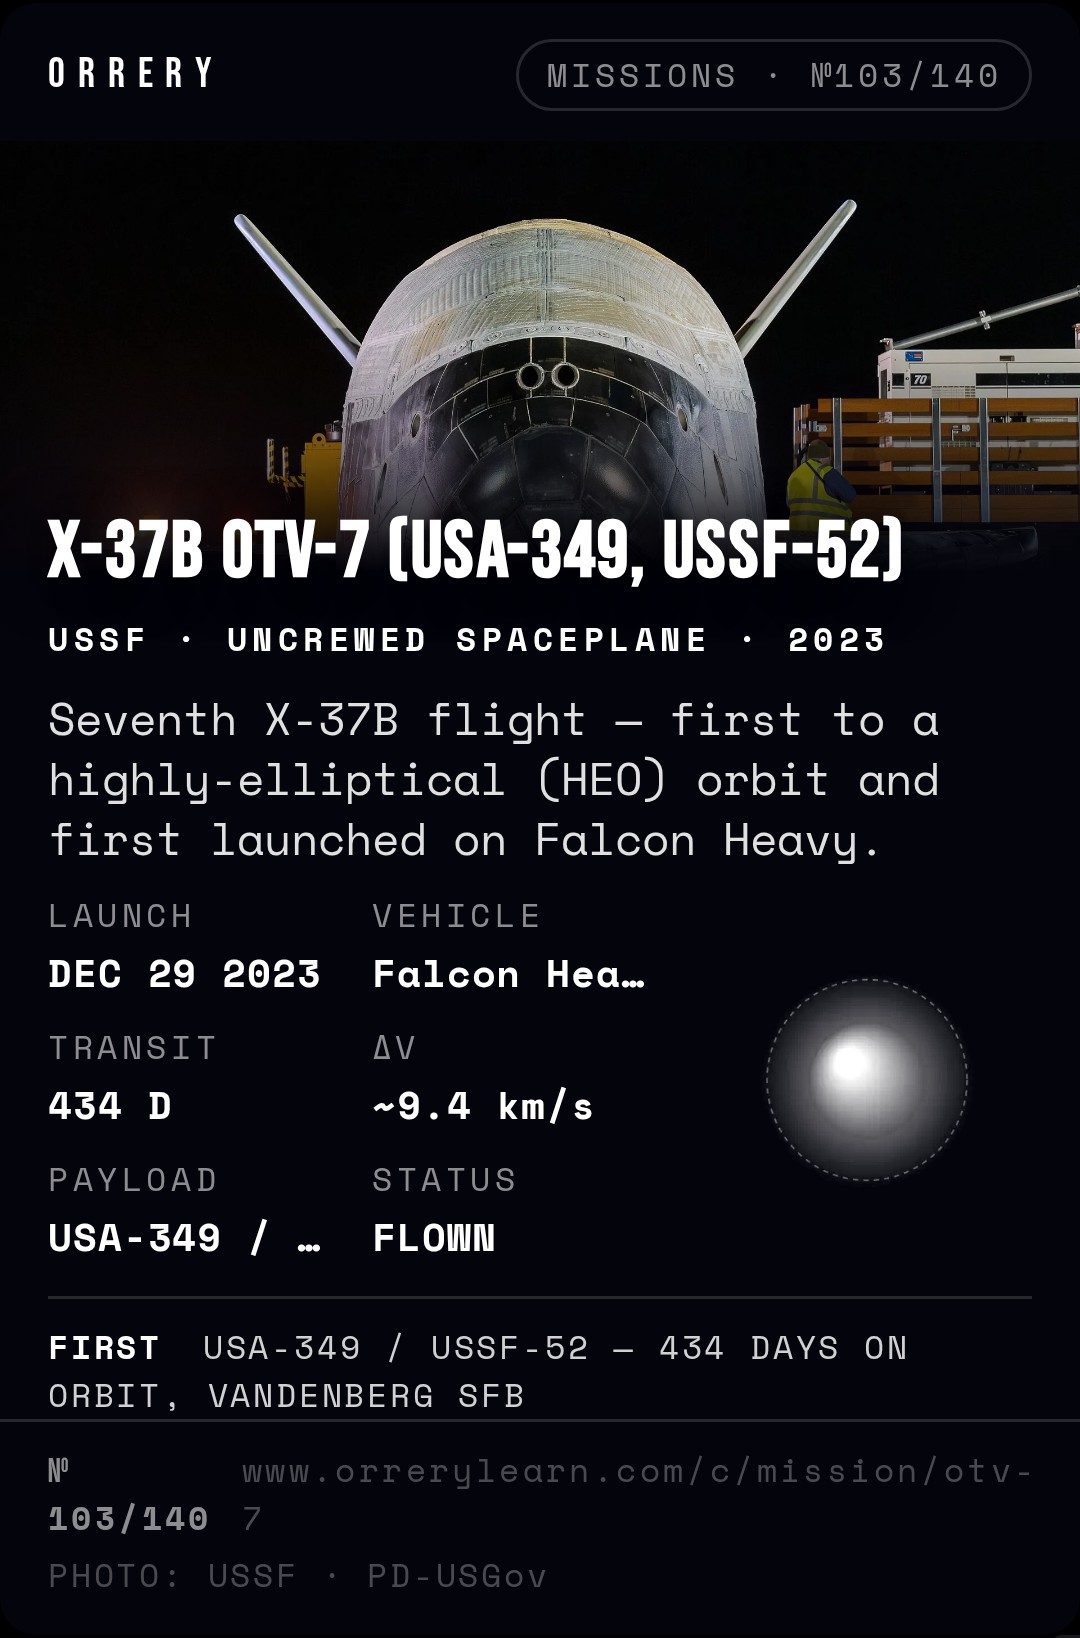 ORRERY
MISSIONS · №103/140
70
X-37B OTV-7 (USA-349, USSF-52)
USSF · UNCREWED SPACEPLANE · 2023
Seventh X-37B flight — first to a
highly-elliptical (HEO) orbit and
first launched on Falcon Heavy.
LAUNCH VEHICLE
DEC 29 2023 Falcon Hea…
TRANSIT ΔV
434 D ~9.4 km/s
PAYLOAD STATUS
USA-349 / … FLOWN
FIRST USA-349 / USSF-52 — 434 DAYS ON
ORBIT, VANDENBERG SFB
№ www.orrerylearn.com/c/mission/otv-
103/140 7
PHOTO: USSF · PD-USGov